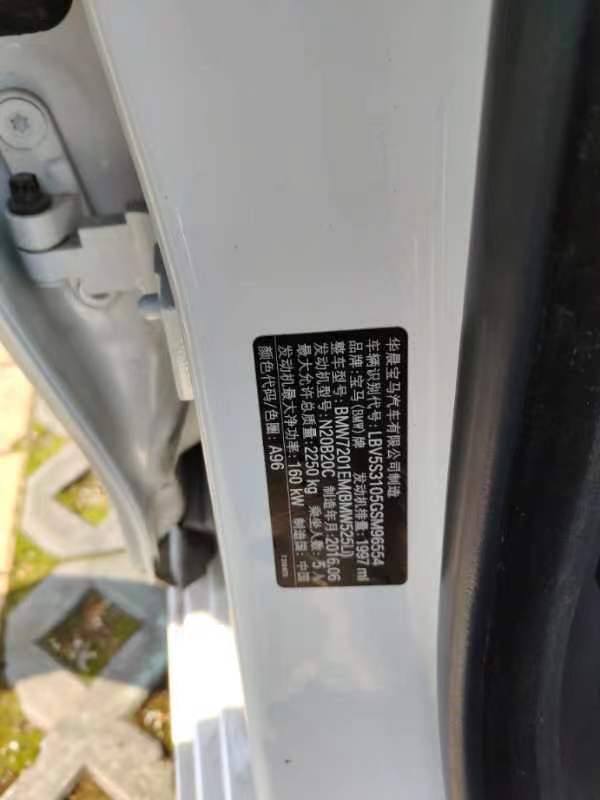 华晨宝马汽车有限公司制造
车辆识别代号: LBV5S3105GSM96554
品牌: 宝马(BMW)牌 发动机排量: 1997 ml
整车型号: BMW7201EM(BMW525Li)
发动机型号: N20B20C 制造年月: 2016.06
最大允许总质量: 2250 kg 乘坐人数: 5 人
发动机最大净功率: 160 kW 制造国: 中国
颜色代码/色圈: A96